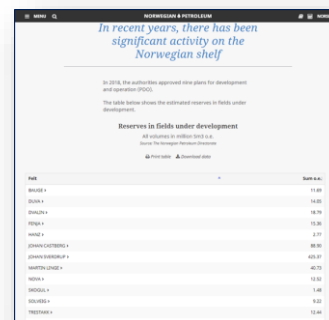 MENU NORWEGIAN PETROLEUM
In recent years, there has been
significant activity on the
Norwegian shelf
In 2018, the authorities approved nine plans for development
and operation (PDO).
The table below shows the estimated reserves in fields under
development.
Reserves in fields under development
All volumes in million Sm3 o.e.
Source: The Norwegian Petroleum Directorate
Print table Download data
Felt Sum o.e.
BAUGE 11.69
DUVA 14.05
DVALIN 18.79
FENJA 15.36
HANZ 2.77
JOHAN CASTBERG 88.90
JOHAN SVERDRUP 425.37
MARTIN LINGE 40.73
NOVA 12.52
SKOGUL 1.48
SOLVEIG 9.22
TRESTAKK 12.44